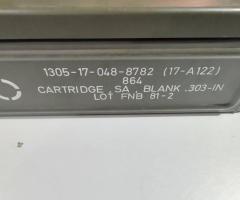 1305-17-048-8782 (17-A122)
864
CARTRIDGE, SA, BLANK .303-IN
LOT FNB 81-2